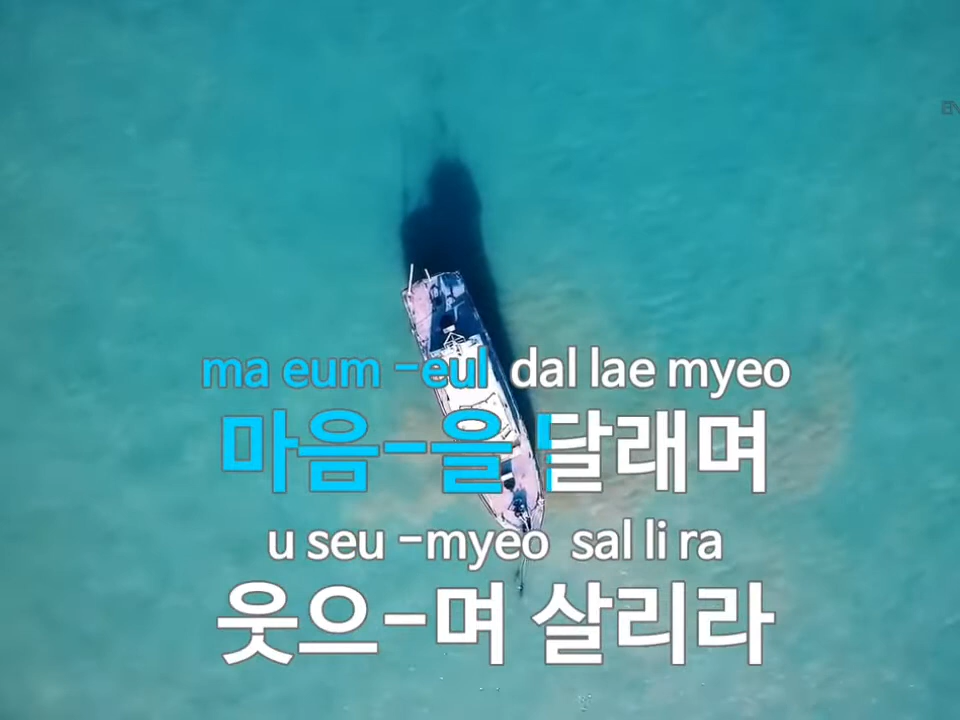 ma eum -eul dal lae myeo
마음-을 달래며
u seu -myeo sal li ra
웃으-며 살리라